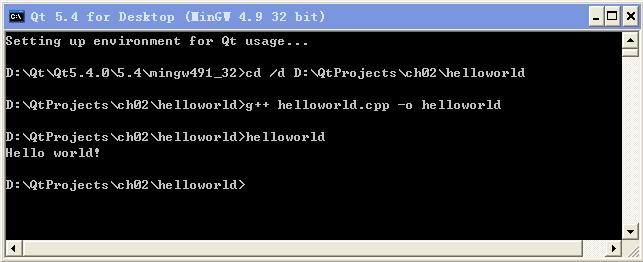 Qt 5.4 for Desktop (MinGW 4.9 32 bit)
Setting up environment for Qt usage...
D:\Qt\Qt5.4.0\5.4\mingw491_32>cd /d D:\QtProjects\ch02\helloworld
D:\QtProjects\ch02\helloworld>g++ helloworld.cpp -o helloworld
D:\QtProjects\ch02\helloworld>helloworld
Hello world!
D:\QtProjects\ch02\helloworld>